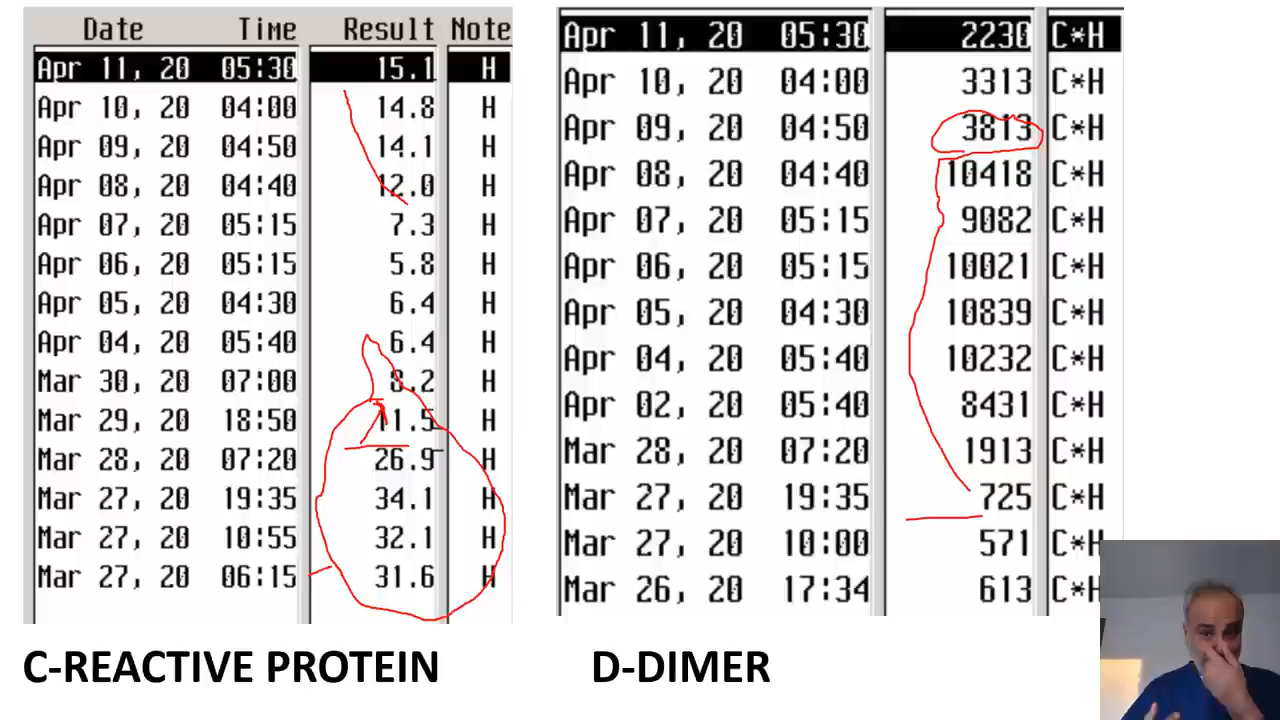 Date Time Result Note
Apr 11, 20 05:30 15.1 H
Apr 10, 20 04:00 14.8 H
Apr 09, 20 04:50 14.1 H
Apr 08, 20 04:40 12.0 H
Apr 07, 20 05:15 7.3 H
Apr 06, 20 05:15 5.8 H
Apr 05, 20 04:30 6.4 H
Apr 04, 20 05:40 6.4 H
Mar 30, 20 07:00 8.2 H
Mar 29, 20 18:50 11.5 H
Mar 28, 20 07:20 26.9 H
Mar 27, 20 19:35 34.1 H
Mar 27, 20 10:55 32.1 H
Mar 27, 20 06:15 31.6 H
C-REACTIVE PROTEIN
Apr 11, 20 05:30 2230 C*H
Apr 10, 20 04:00 3313 C*H
Apr 09, 20 04:50 3813 C*H
Apr 08, 20 04:40 10418 C*H
Apr 07, 20 05:15 9082 C*H
Apr 06, 20 05:15 10021 C*H
Apr 05, 20 04:30 10839 C*H
Apr 04, 20 05:40 10232 C*H
Apr 02, 20 05:40 8431 C*H
Mar 28, 20 07:20 1913 C*H
Mar 27, 20 19:35 725 C*H
Mar 27, 20 10:00 571 C*H
Mar 26, 20 17:34 613 C*H
D-DIMER